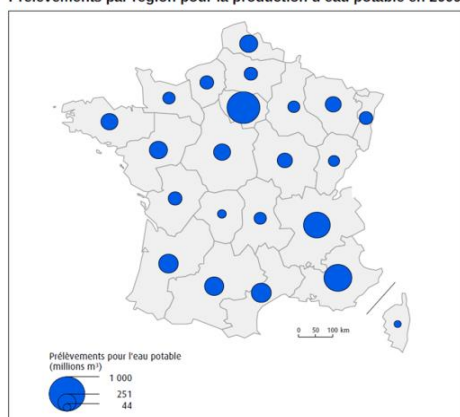 Prélèvements par région pour la production d'eau potable en 2009
0 50 100 km
Prélèvements pour l'eau potable
(millions m³)
1 000
251
44